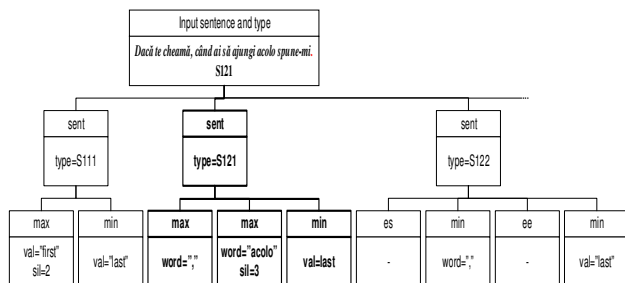 Input sentence and type
Dacă te cheamă, când ai să ajungi acolo spune-mi.
S121
sent
sent
sent
type=S111
type=S121
type=S122
max
min
max
max
min
es
min
ee
min
val="first"
sil=2
val="last"
word=","
word="acolo"
sil=3
val=last
-
word=","
-
val="last"